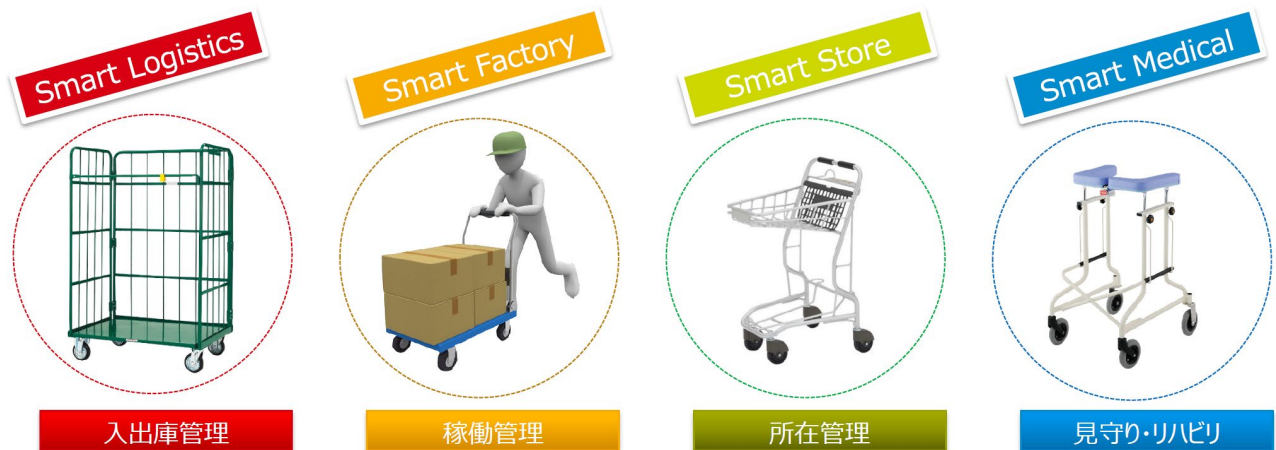 Smart Logistics
Smart Factory
Smart Store
Smart Medical
入出庫管理
稼働管理
所在管理
見守り・リハビリ